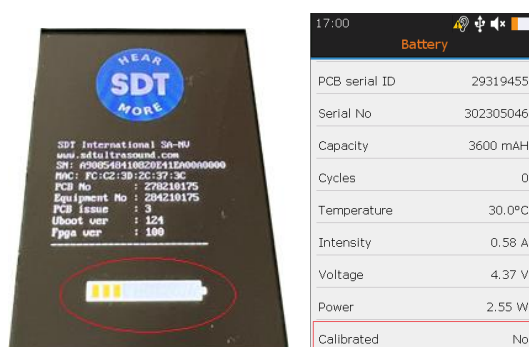 HEAR
SDT
MORE
SDT International SA-NV
www.sdtultrasound.com
SN: A900548410820E41EA00A0000
MAC: FC:C2:3D:2C:37:3C
PCB No : 278210175
Equipment No : 284210175
PCB issue : 3
Uboot ver : 124
Fpga ver : 100
17:00
Battery
PCB serial ID 29319455
Serial No 302305046
Capacity 3600 mAH
Cycles 0
Temperature 30.0°C
Intensity 0.58 A
Voltage 4.37 V
Power 2.55 W
Calibrated No